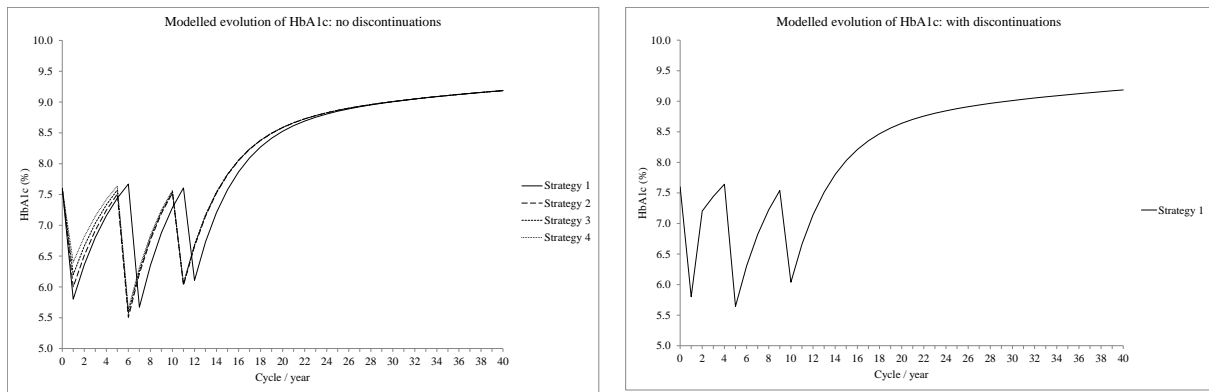 Modelled evolution of HbA1c: no discontinuations
10.0
9.5
9.0
8.5
8.0
7.5
7.0
6.5
6.0
5.5
5.0
HbA1c (%)
0 2 4 6 8 10 12 14 16 18 20 22 24 26 28 30 32 34 36 38 40
Cycle / year
Strategy 1
Strategy 2
Strategy 3
Strategy 4
Modelled evolution of HbA1c: with discontinuations
10.0
9.5
9.0
8.5
8.0
7.5
7.0
6.5
6.0
5.5
5.0
HbA1c (%)
0 2 4 6 8 10 12 14 16 18 20 22 24 26 28 30 32 34 36 38 40
Cycle / year
Strategy 1